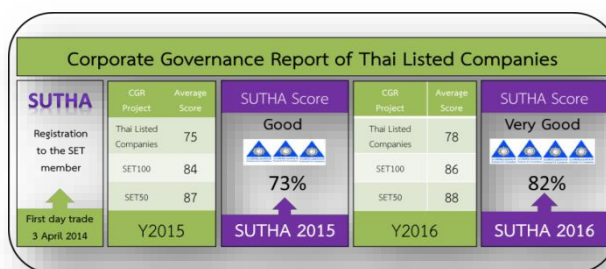 Corporate Governance Report of Thai Listed Companies
SUTHA
Registration
to the SET
member
First day trade
3 April 2014
CGR
Project
Average
Score
Thai Listed
Companies
75
SET100
84
SET50
87
Y2015
SUTHA Score
Good
73%
SUTHA 2015
CGR
Project
Average
Score
Thai Listed
Companies
78
SET100
86
SET50
88
Y2016
SUTHA Score
Very Good
82%
SUTHA 2016